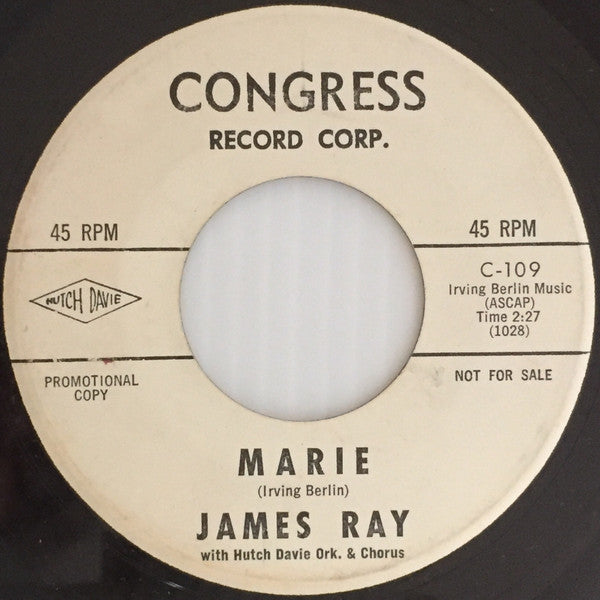 CONGRESS
RECORD CORP.
45 RPM
45 RPM
HUTCH DAVIE
C-109
Irving Berlin Music
(ASCAP)
Time 2:27
(1028)
PROMOTIONAL
COPY
NOT FOR SALE
MARIE
(Irving Berlin)
JAMES RAY
with Hutch Davie Ork. & Chorus